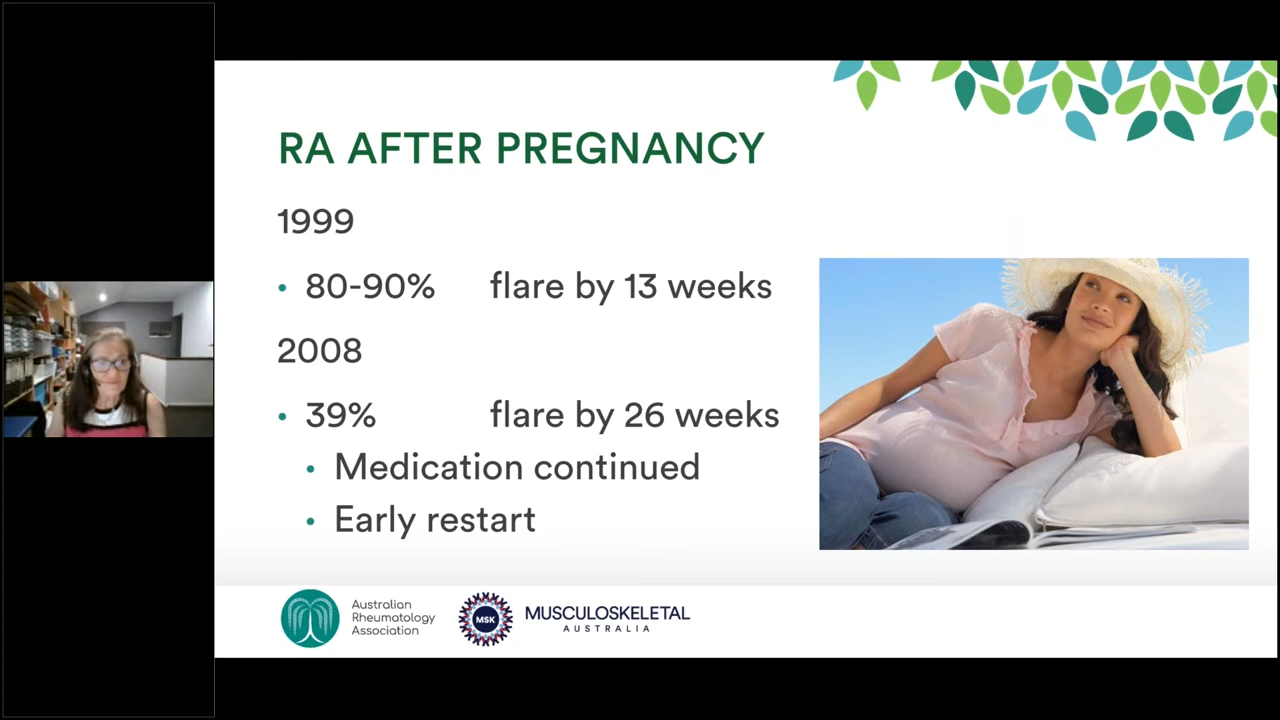 RA AFTER PREGNANCY
1999
• 80-90% flare by 13 weeks
2008
• 39% flare by 26 weeks
• Medication continued
• Early restart
Australian
Rheumatology
Association
MSK
MUSCULOSKELETAL
AUSTRALIA